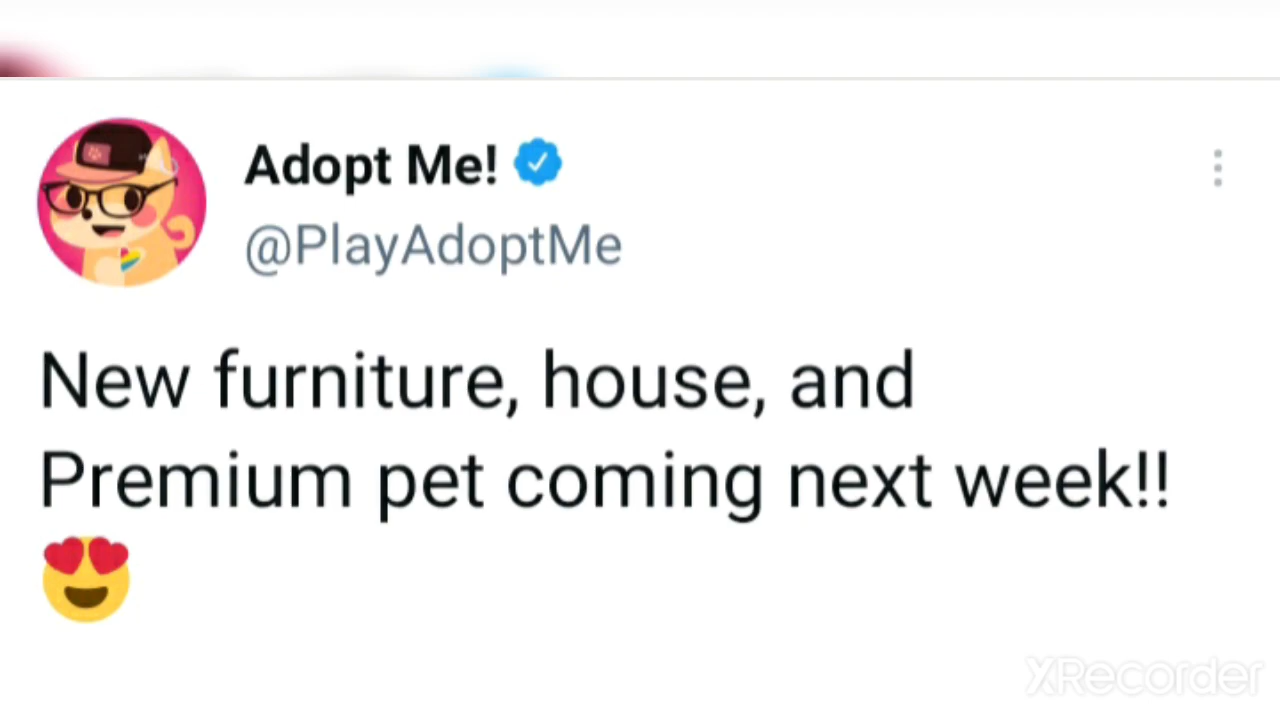 Adopt Me!
@PlayAdoptMe
New furniture, house, and
Premium pet coming next week!!
😍
XRecorder